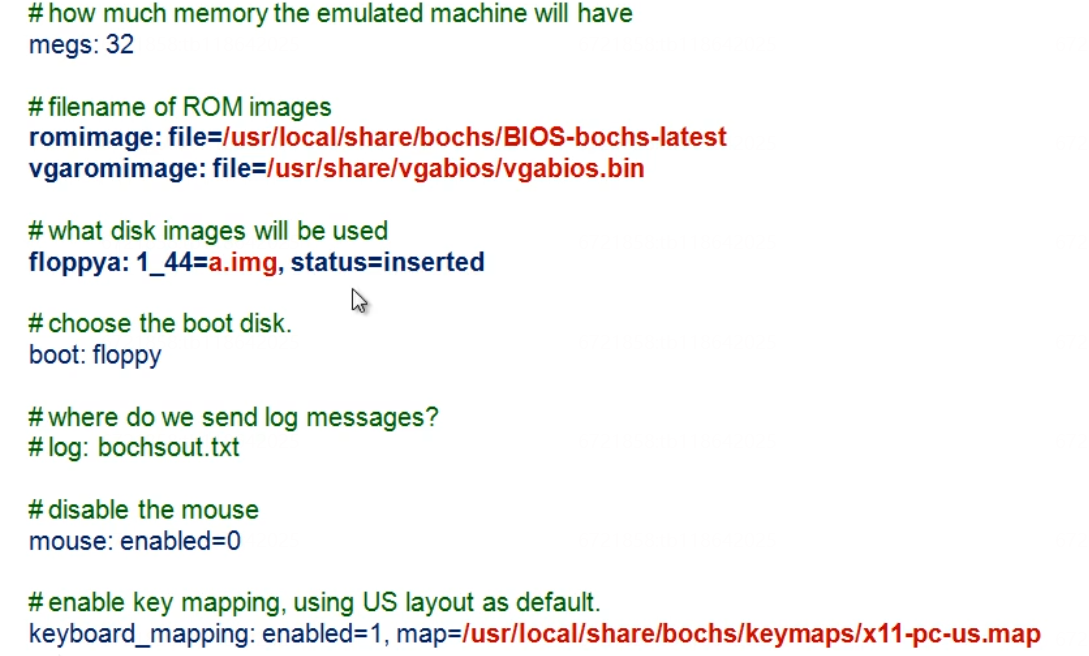 # how much memory the emulated machine will have
megs: 32
# filename of ROM images
romimage: file=/usr/local/share/bochs/BIOS-bochs-latest
vgaromimage: file=/usr/share/vgabios/vgabios.bin
# what disk images will be used
floppya: 1_44=a.img, status=inserted
# choose the boot disk.
boot: floppy
# where do we send log messages?
# log: bochsout.txt
# disable the mouse
mouse: enabled=0
# enable key mapping, using US layout as default.
keyboard_mapping: enabled=1, map=/usr/local/share/bochs/keymaps/x11-pc-us.map